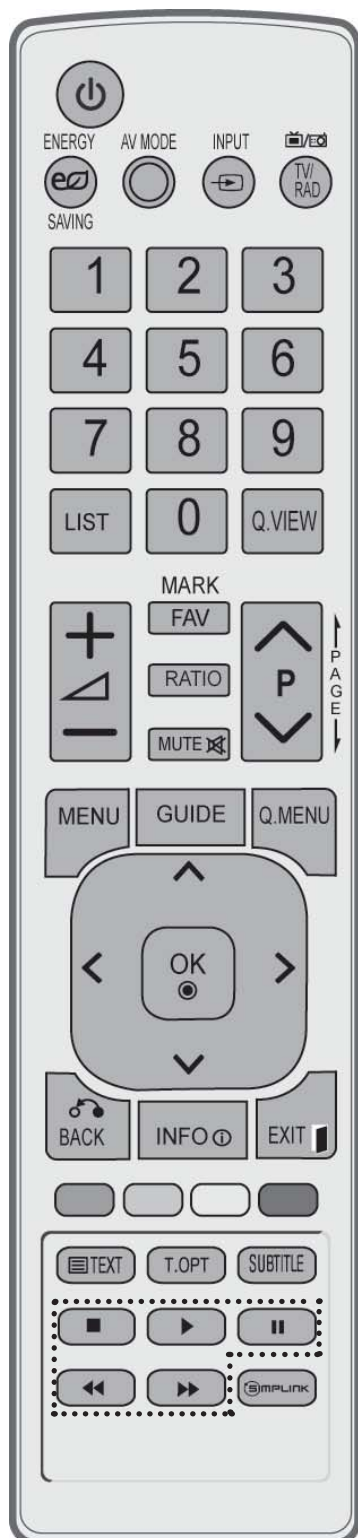 ENERGY AV MODE INPUT
TV/
RAD
SAVING
1 2 3
4 5 6
7 8 9
LIST 0 Q.VIEW
MARK
FAV
RATIO
P
PAGE
MUTE
MENU GUIDE Q.MENU
OK
BACK INFO EXIT
TEXT T.OPT SUBTITLE
SIMPLINK